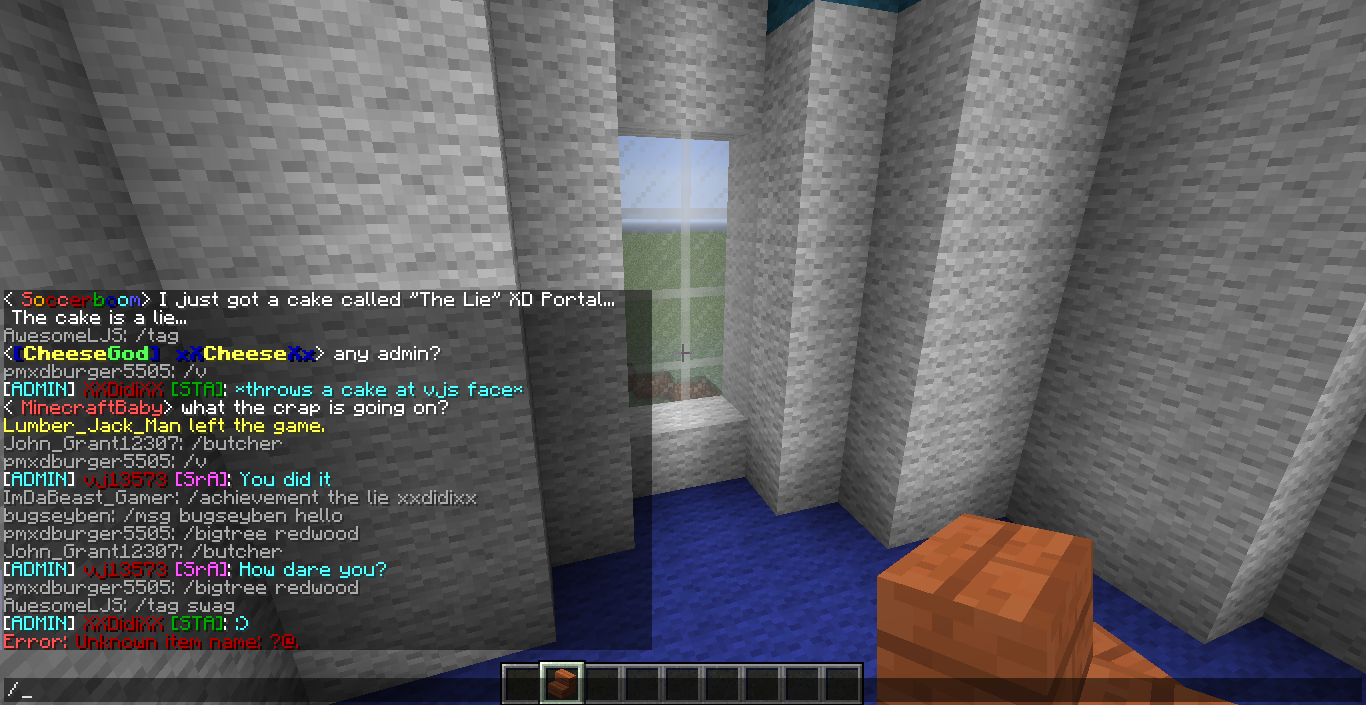 < Soccerboom> I just got a cake called "The Lie" XD Portal...
The cake is a lie...
AwesomeLJS: /tag
<[CheeseGod] xXCheeseXx> any admin?
pmxdburger5505: /v
[ADMIN] XXDidiXX [STA]: *throws a cake at vjs face*
< MinecraftBaby> what the crap is going on?
Lumber_Jack_Man left the game.
John_Grant12307: /butcher
pmxdburger5505: /v
[ADMIN] vj13573 [SrA]: You did it
ImDaBeast_Gamer: /achievement the lie xxdidixx
bugseyben: /msg bugseyben hello
pmxdburger5505: /bigtree redwood
John_Grant12307: /butcher
[ADMIN] vj13573 [SrA]: How dare you?
pmxdburger5505: /bigtree redwood
AwesomeLJS: /tag swag
[ADMIN] XXDidiXX [STA]: :)
Error: Unknown item name: ?@.
/_